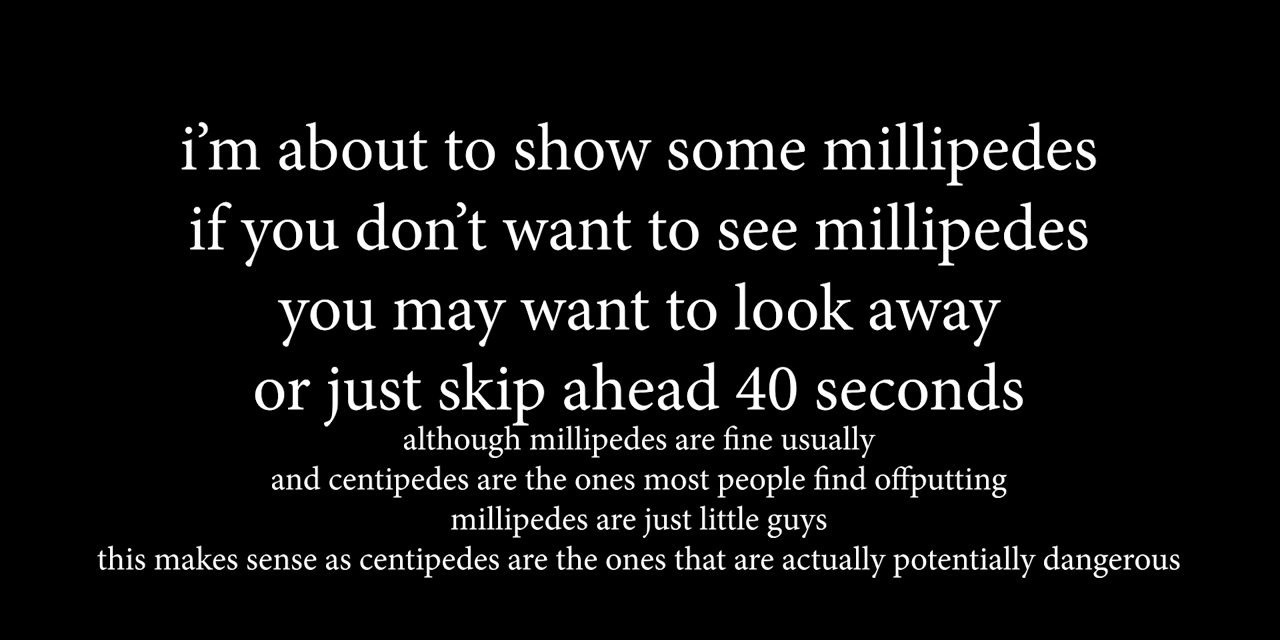 i’m about to show some millipedes
if you don’t want to see millipedes
you may want to look away
or just skip ahead 40 seconds
although millipedes are fine usually
and centipedes are the ones most people find offputting
millipedes are just little guys
this makes sense as centipedes are the ones that are actually potentially dangerous